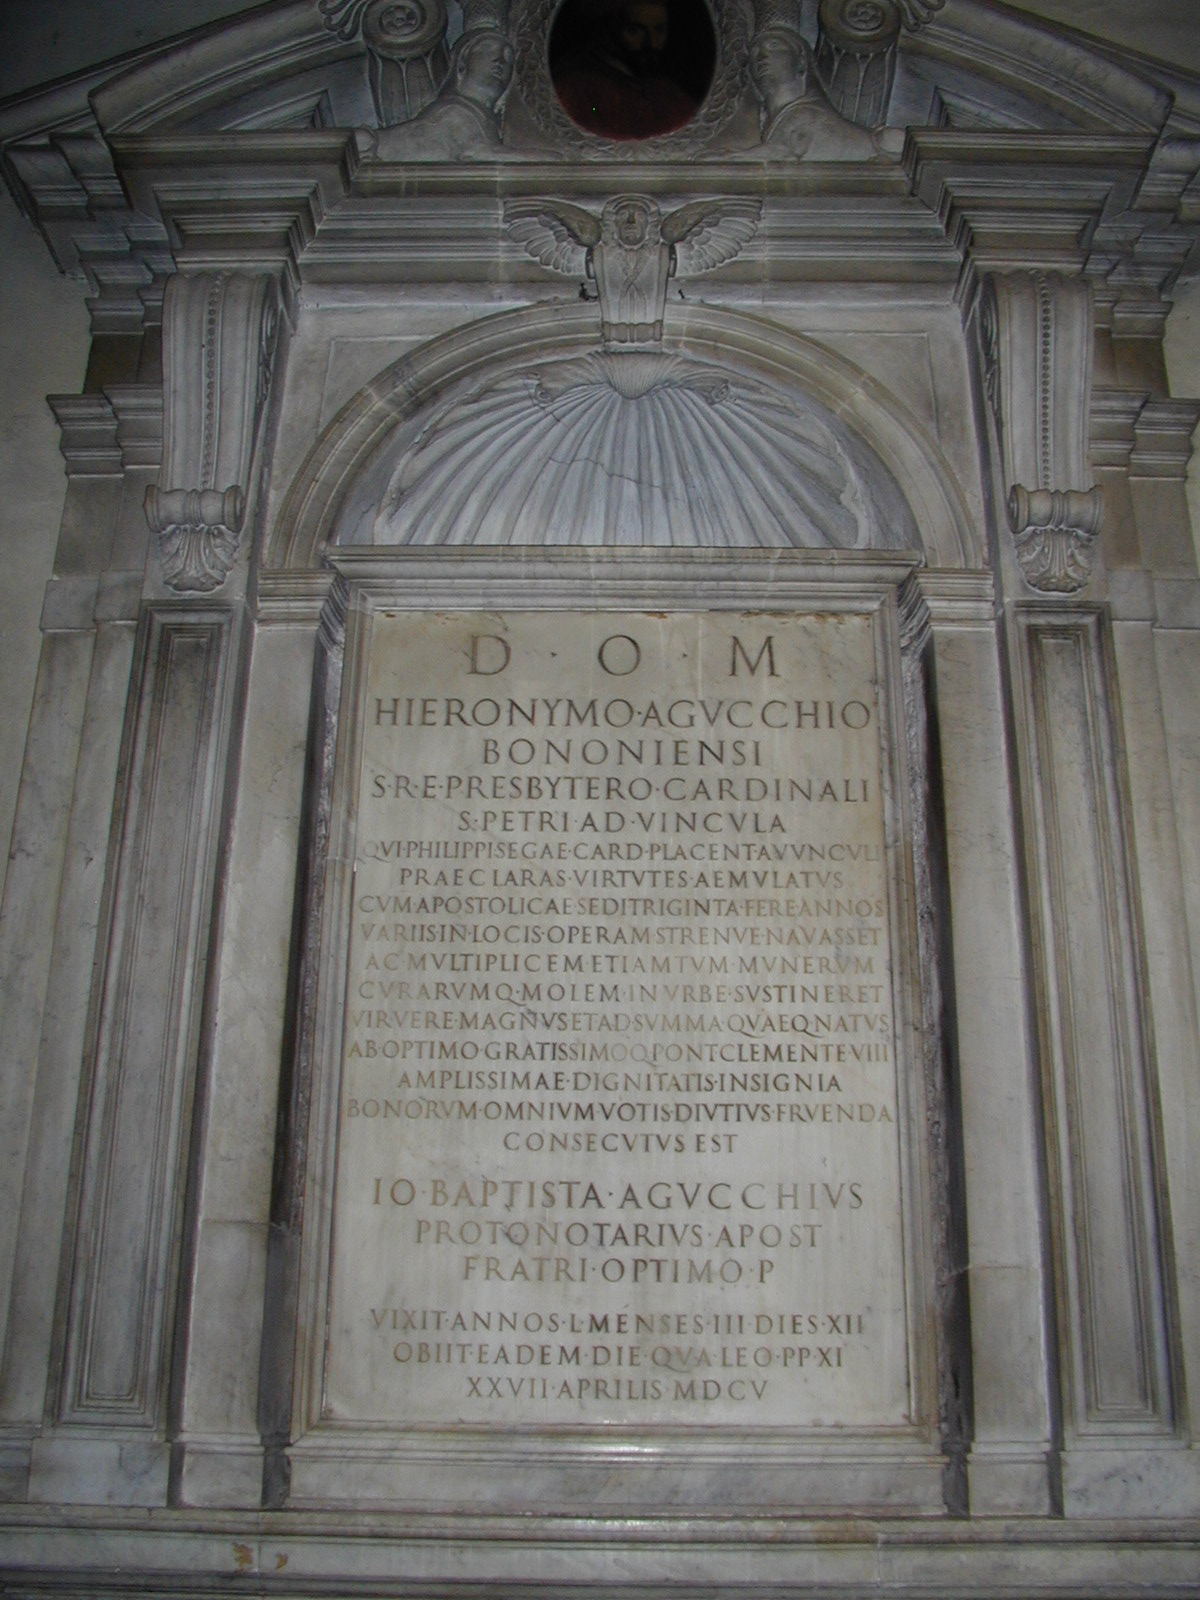 D · O · M
HIERONYMO·AGVCCHIO
BONONIENSI
S·R·E·PRESBYTERO·CARDINALI
S·PETRI·AD·VINCVLA
QVI·PHILIPPI·SEGAE·CARD·PLACENT·AVVNCVLI
PRAECLARAS·VIRTVTES·AEMVLATVS
CVM·APOSTOLICAE·SEDI·TRIGINTA·FERE·ANNOS
VARIIS·IN·LOCIS·OPERAM·STRENVE·NAVASSET
AC MVLTIPLICEM·ETIAM·TVM·MVNERVM
CVRARVMQ·MOLEM·IN VRBE·SVSTINERET
VIR·VERE·MAGNVS·ET·AD·SVMMA·QVAEQ·NATVS
AB·OPTIMO·GRATISSIMOQ·PONT·CLEMENTE·VIII
AMPLISSIMAE·DIGNITATIS·INSIGNIA
BONORVM·OMNIVM·VOTIS·DIVTIVS·FRVENDA
CONSECVTVS EST
IO·BAPTISTA·AGVCCHIVS
PROTONOTARIVS·APOST
FRATRI·OPTIMO·P
VIXIT·ANNOS·L·MENSES·III·DIES·XII
OBIIT·EADEM·DIE·QVA·LEO·PP·XI
XXVII·APRILIS·MDCV